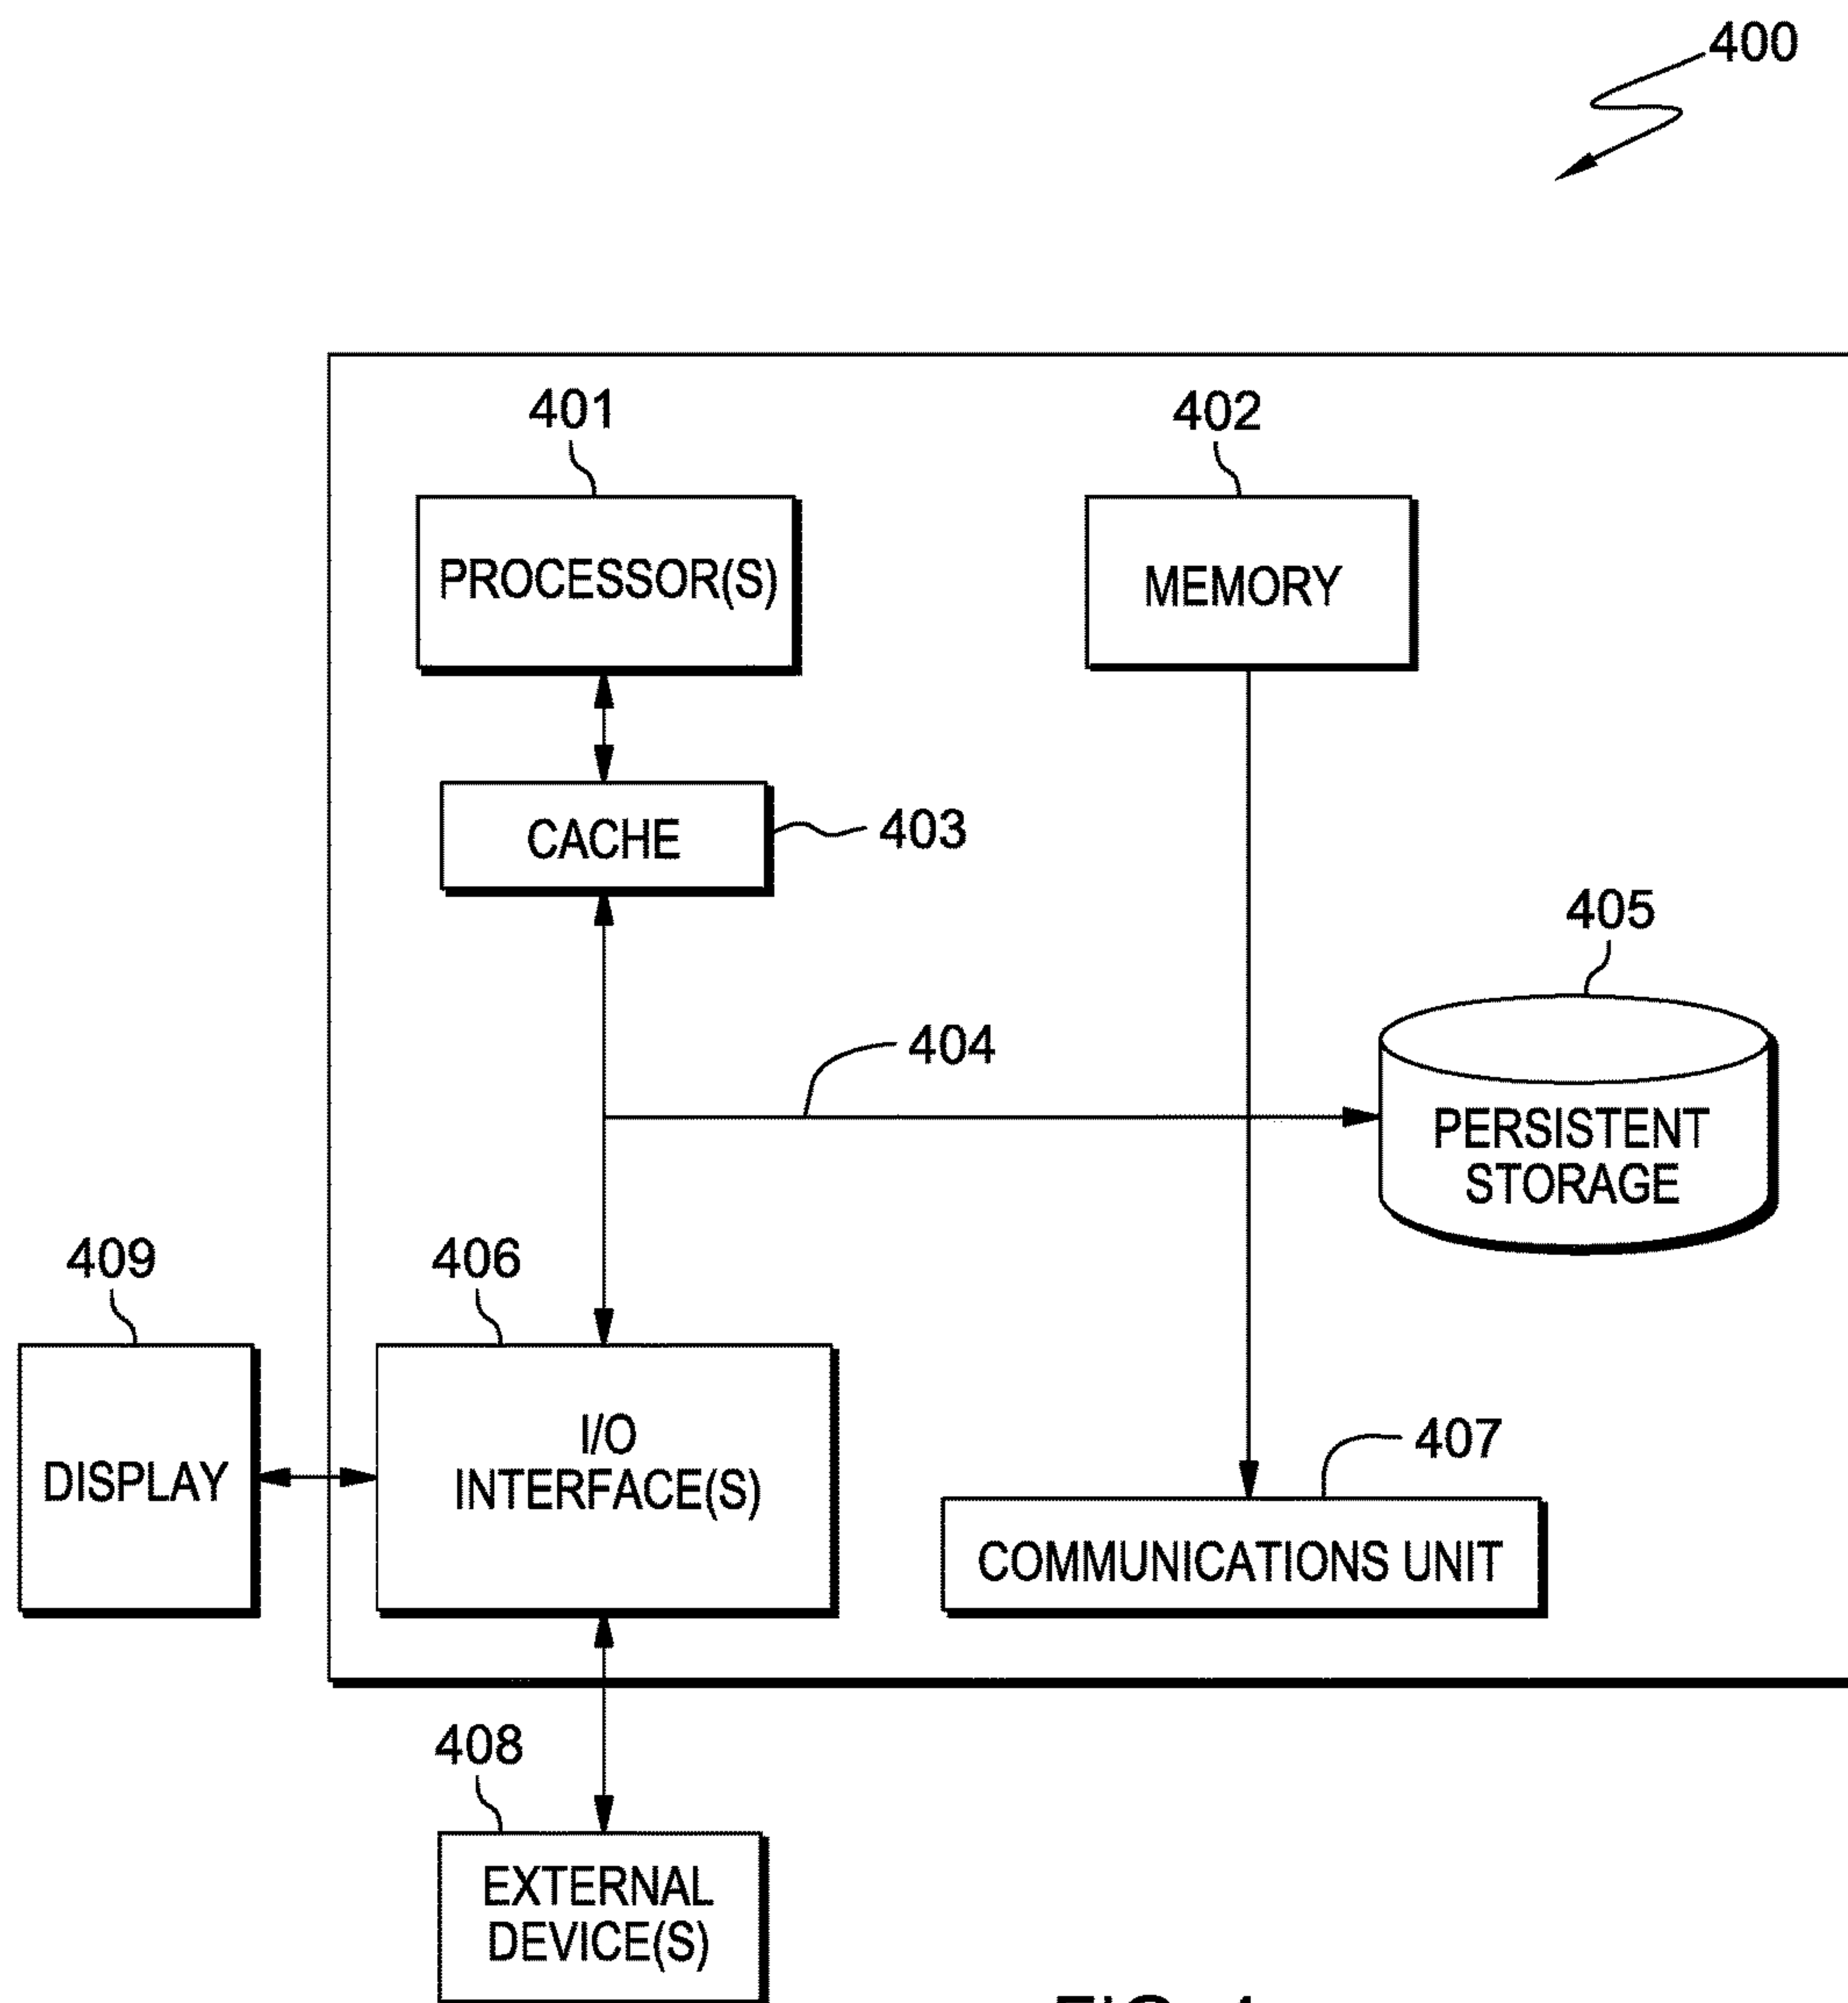 400
401
402
PROCESSOR(S)
MEMORY
CACHE
403
405
404
PERSISTENT
STORAGE
409
406
I/O
INTERFACE(S)
DISPLAY
407
COMMUNICATIONS UNIT
408
EXTERNAL
DEVICE(S)